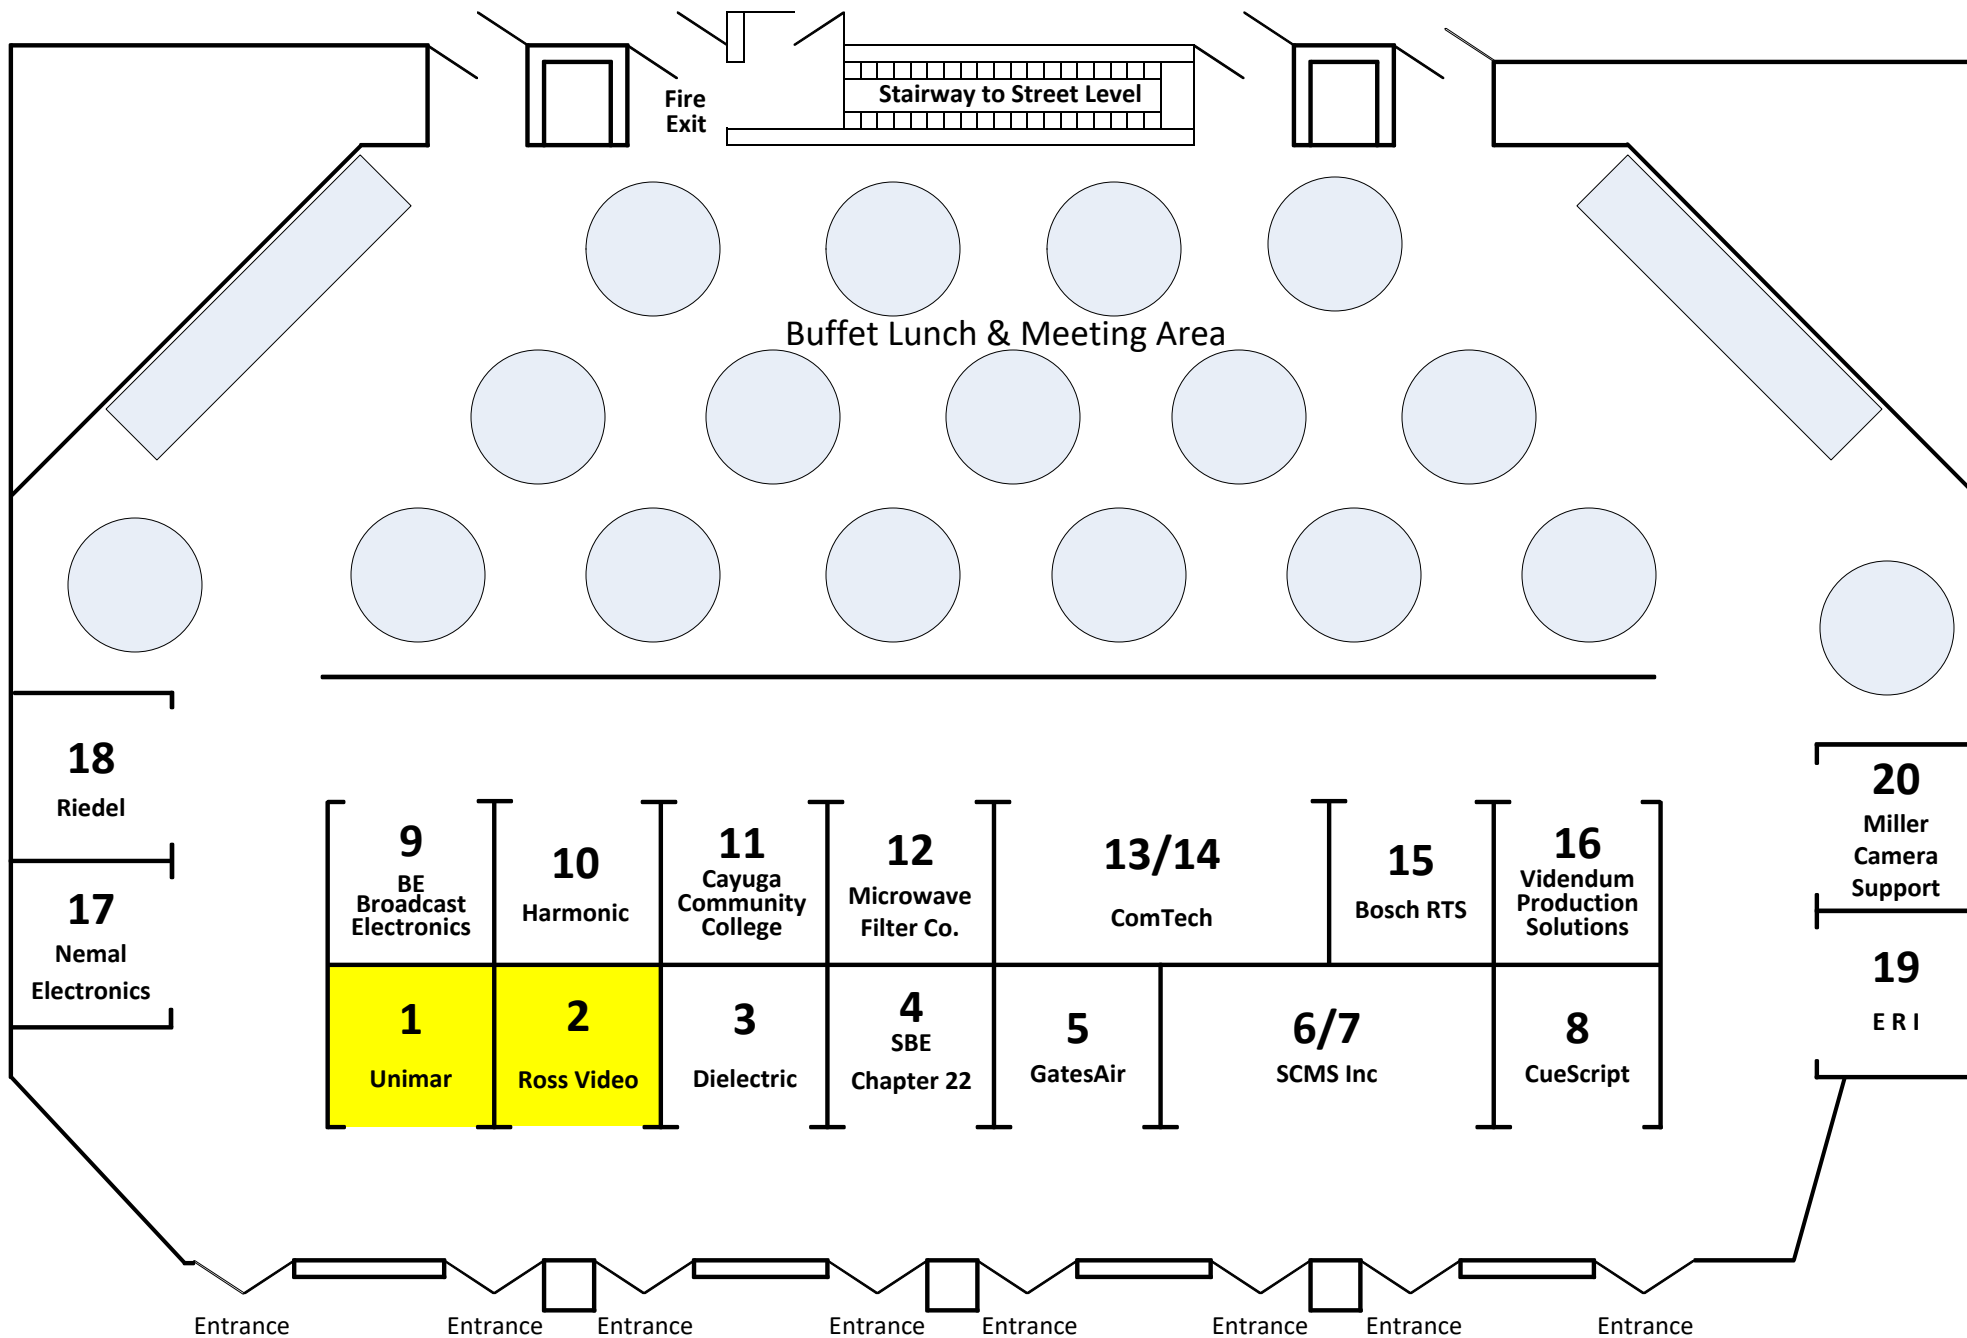 Fire
Exit
Stairway to Street Level
Buffet Lunch & Meeting Area
18
Riedel
17
Nemal
Electronics
9
BE
Broadcast
Electronics
10
Harmonic
11
Cayuga
Community
College
12
Microwave
Filter Co.
13/14
ComTech
15
Bosch RTS
16
Videndum
Production
Solutions
20
Miller
Camera
Support
19
E R I
1
Unimar
2
Ross Video
3
Dielectric
4
SBE
Chapter 22
5
GatesAir
6/7
SCMS Inc
8
CueScript
Entrance
Entrance
Entrance
Entrance
Entrance
Entrance
Entrance
Entrance